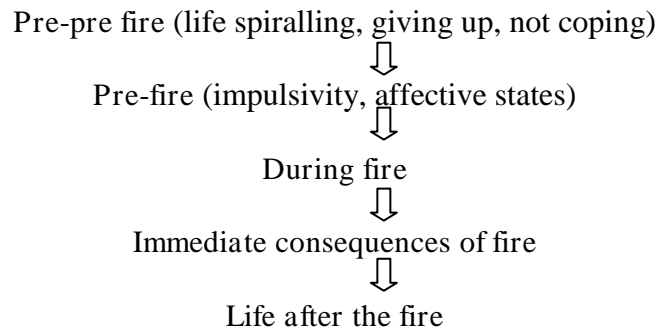 Pre-pre fire (life spiralling, giving up, not coping)
Pre-fire (impulsivity, affective states)
During fire
Immediate consequences of fire
Life after the fire